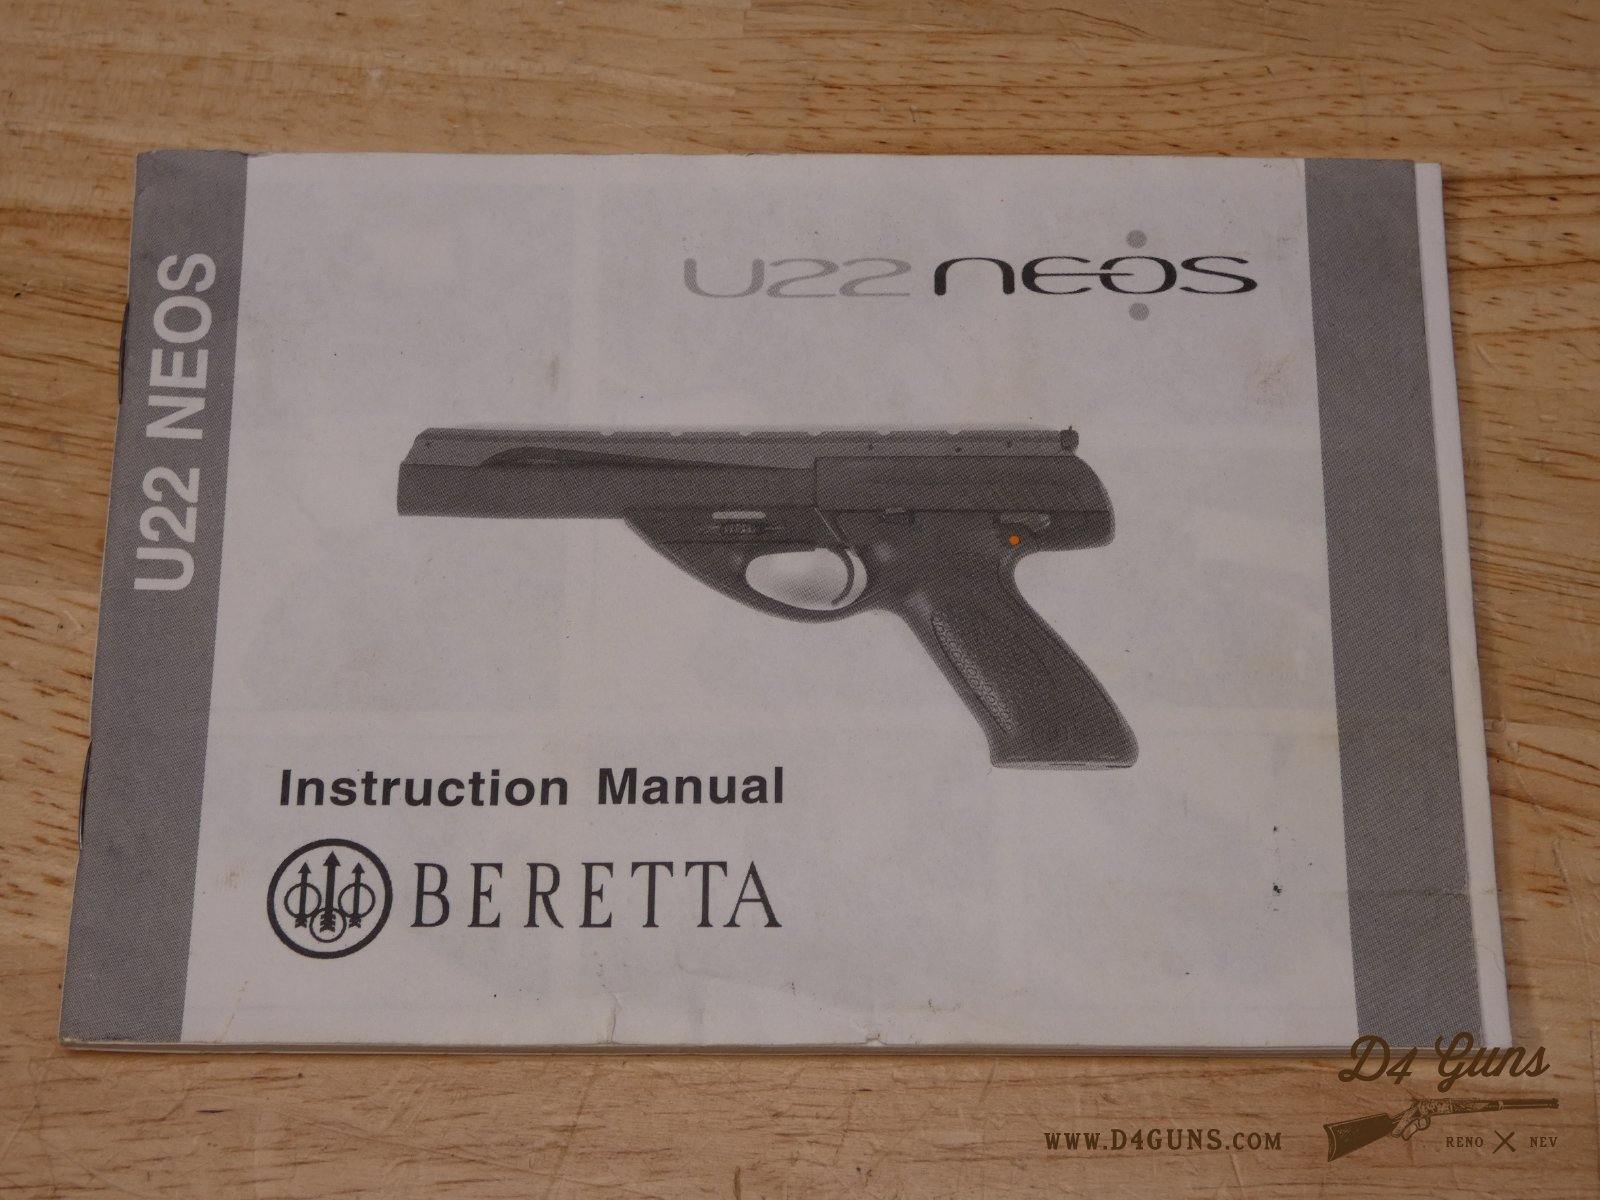 U22 NEOS
U22 neos
Instruction Manual
BERETTA
D4 Guns
WWW.D4GUNS.COM
RENO NEV